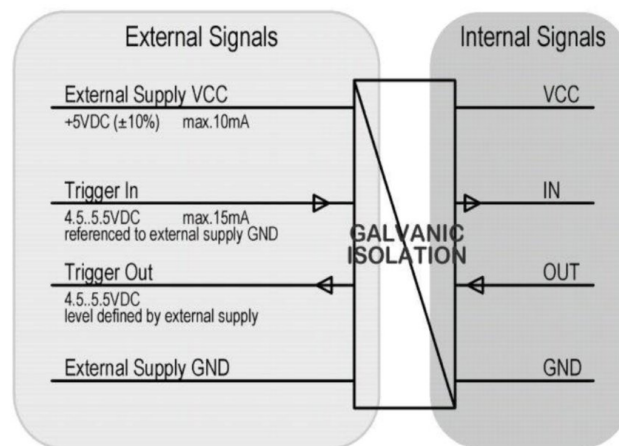 External Signals
Internal Signals
External Supply VCC
VCC
+5VDC (±10%) max.10mA
Trigger In
IN
4.5..5.5VDC max.15mA
referenced to external supply GND
GALVANIC
ISOLATION
Trigger Out
OUT
4.5..5.5VDC
level defined by external supply
External Supply GND
GND